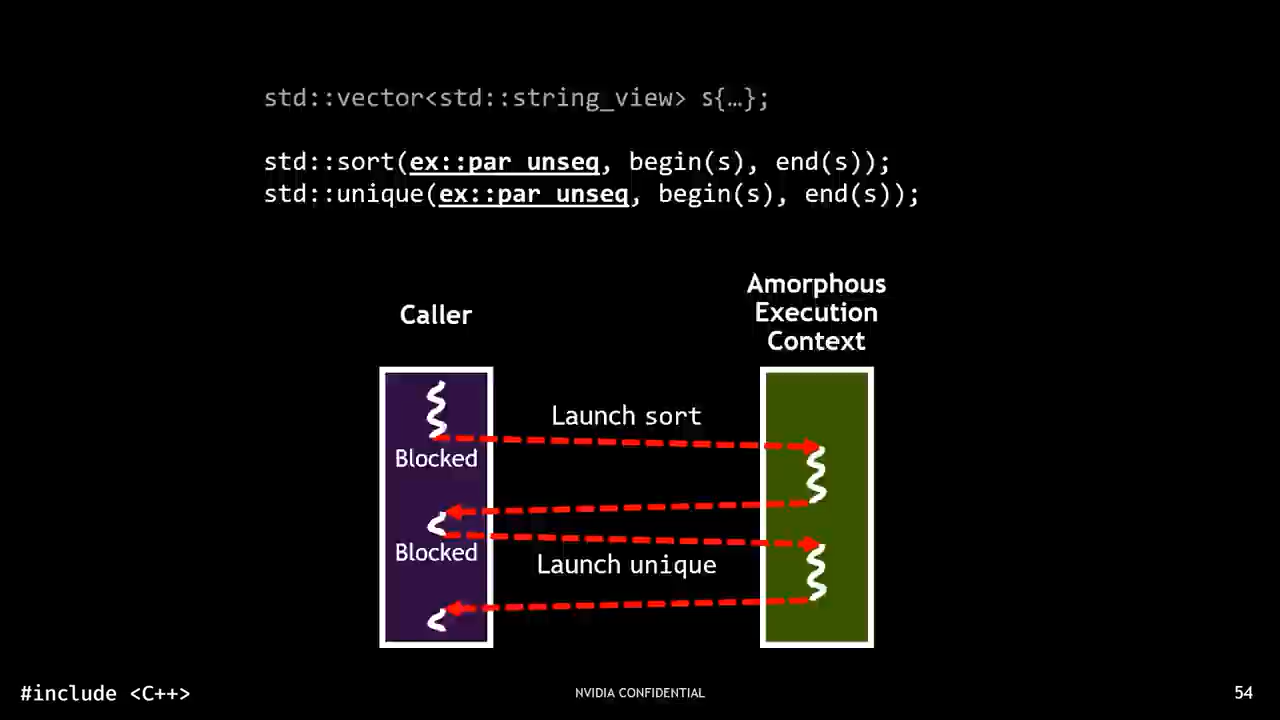 std::vector<std::string_view> s{…};
std::sort(ex::par_unseq, begin(s), end(s));
std::unique(ex::par_unseq, begin(s), end(s));
Caller
Amorphous
Execution
Context
Launch sort
Blocked
Blocked
Launch unique
#include <C++>
NVIDIA CONFIDENTIAL
54